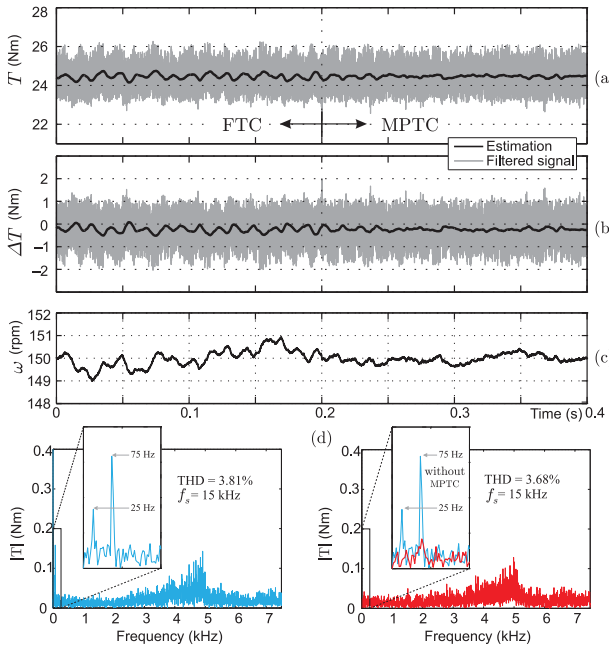 28
26
24
22
T (Nm)
(a
FTC
MPTC
Estimation
Filtered signal
2
1
0
−1
−2
ΔT (Nm)
(b
152
151
150
149
148
ω (rpm)
(c
0
0.1
0.2
0.3
0.4
Time (s)
(d)
0.4
0.3
0.2
0.1
0
|T| (Nm)
75 Hz
25 Hz
THD = 3.81%
fs = 15 kHz
0 1 2 3 4 5 6 7
Frequency (kHz)
0.4
0.3
0.2
0.1
0
|T| (Nm)
75 Hz
without
MPTC
25 Hz
THD = 3.68%
fs = 15 kHz
0 1 2 3 4 5 6 7
Frequency (kHz)